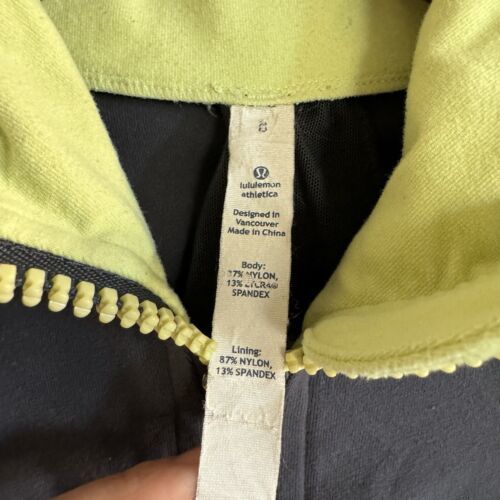 8
lululemon
athletica
Designed in
Vancouver
Made in China
Body:
87% NYLON,
13% LYCRA®
SPANDEX
Lining:
87% NYLON,
13% SPANDEX